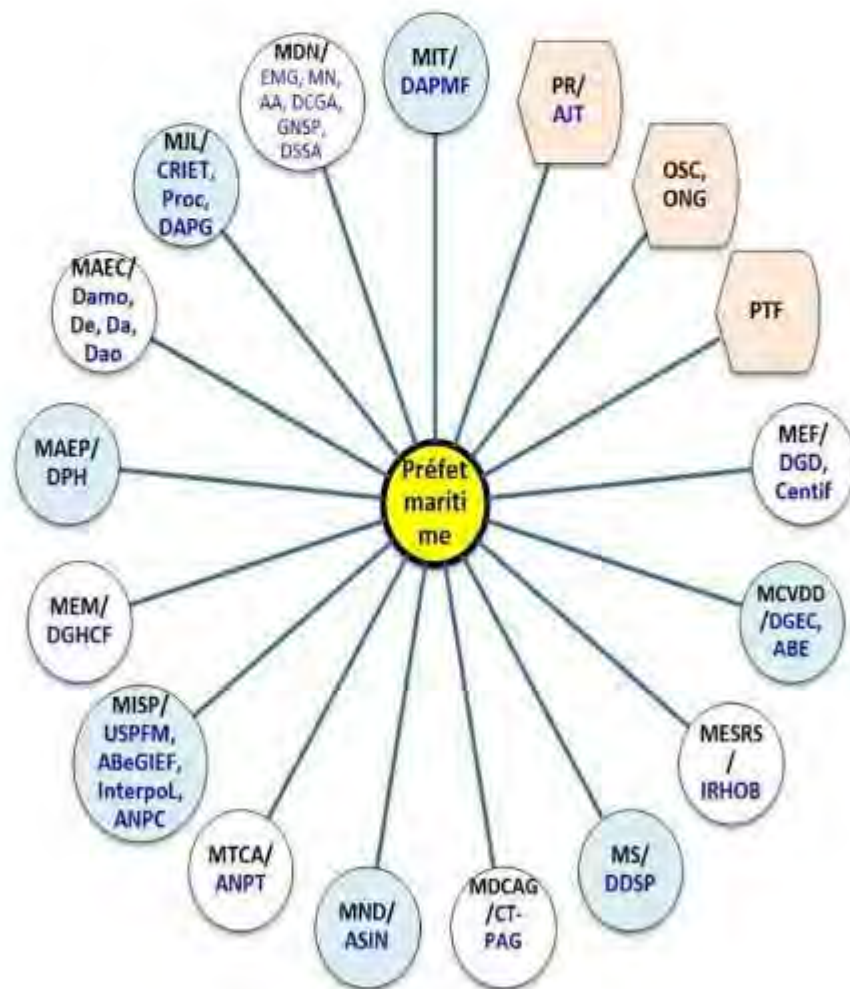 MIT/
DAPMF
PR/
AJT
OSC,
ONG
PTF
MEF/
DGD,
Centif
MCVDD
/DGEC,
ABE
MESRS
/
IRHOB
MS/
DDSP
MDCAG
/CT-
PAG
MND/
ASIN
MTCA/
ANPT
MISP/
USPFM,
ABeGIEF,
InterpoL,
ANPC
MEM/
DGHCF
MAEP/
DPH
MAEC/
Damo,
De, Da,
Dao
MJL/
CRIET,
Proc,
DAPG
MDN/
EMG, MN,
AA, DCGA,
GNSP,
DSSA
Préfet
mariti
me